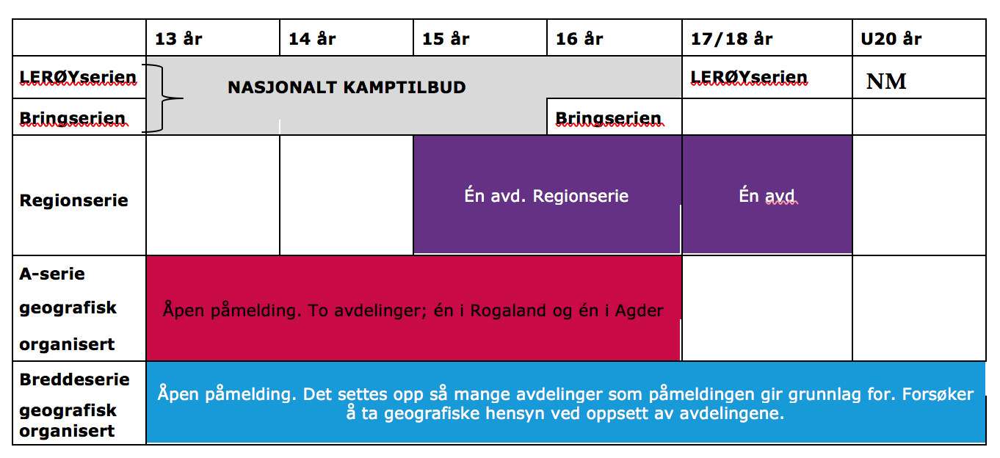 13 år 14 år 15 år 16 år 17/18 år U20 år
LERØYserien NASJONALT KAMPTILBUD LERØYserien NM
Bringserien Bringserien
Regionserie Én avd. Regionserie Én avd
A-serie
geografisk
organisert
Åpen påmelding. To avdelinger; én i Rogaland og én i Agder
Breddeserie
geografisk
organisert
Åpen påmelding. Det settes opp så mange avdelinger som påmeldingen gir grunnlag for. Forsøker
å ta geografiske hensyn ved oppsett av avdelingene.